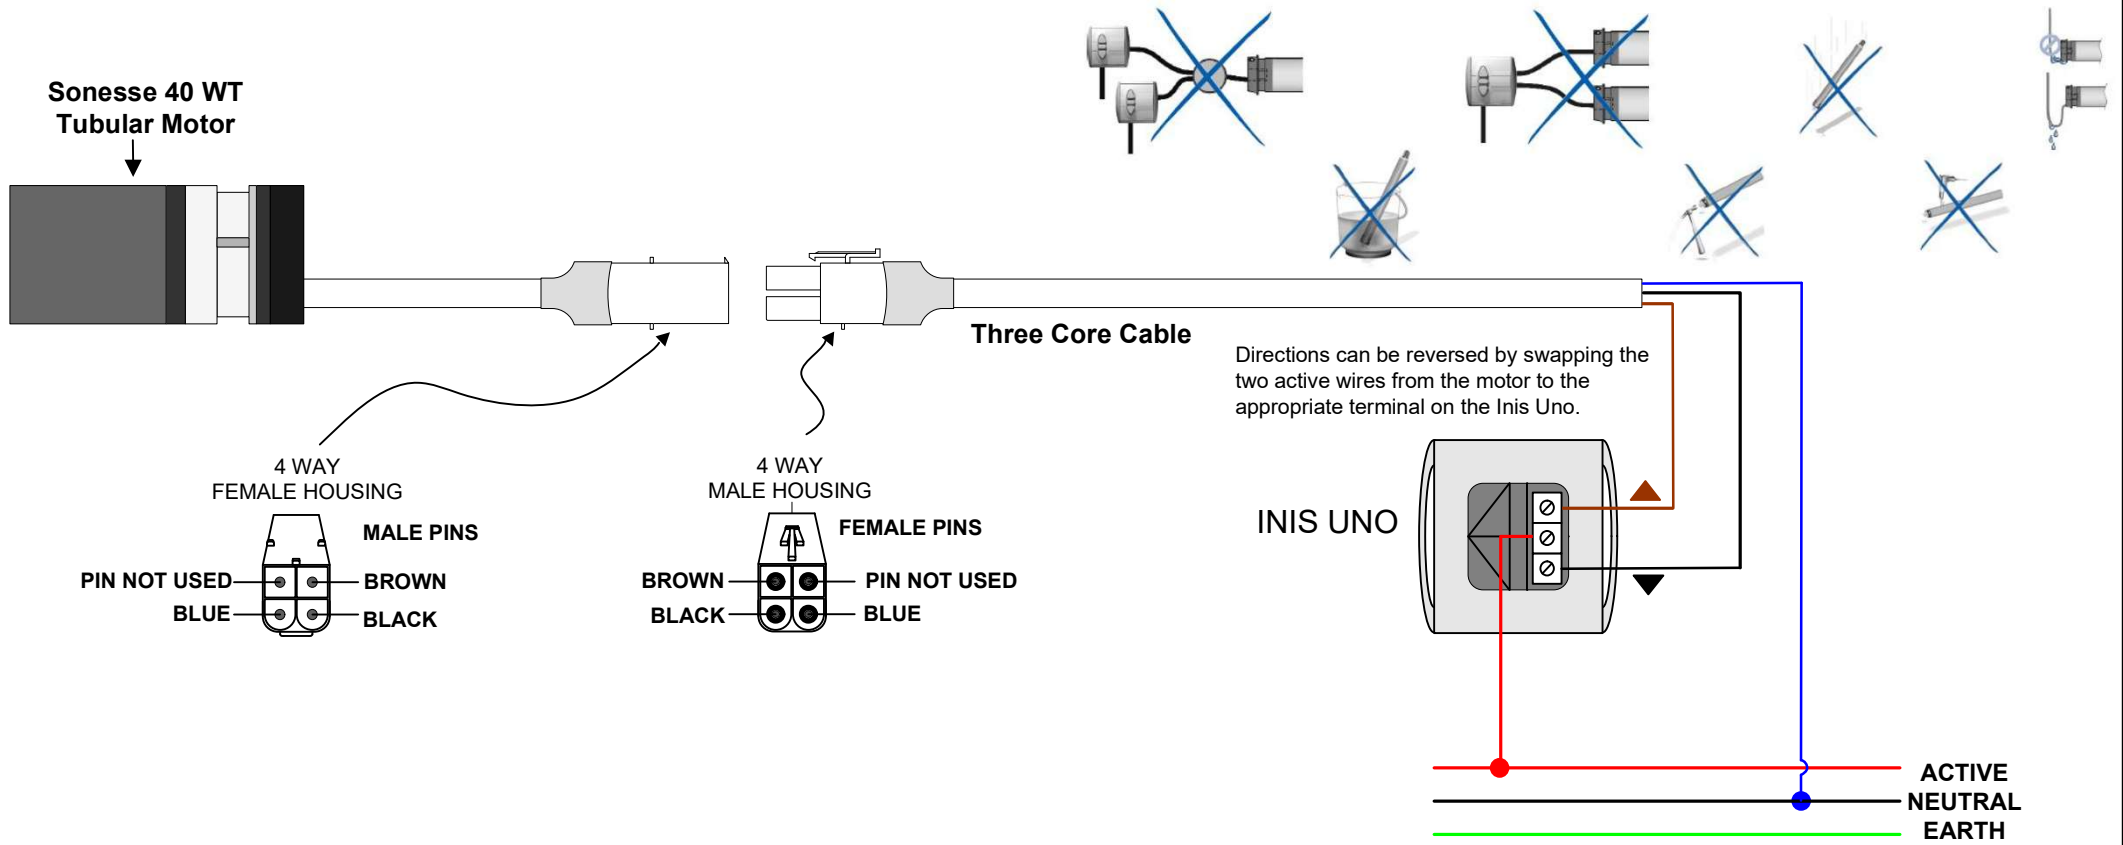 Sonesse 40 WT
Tubular Motor
Three Core Cable
Directions can be reversed by swapping the
two active wires from the motor to the
appropriate terminal on the Inis Uno.
4 WAY
FEMALE HOUSING
MALE PINS
PIN NOT USED
BROWN
BLUE
BLACK
4 WAY
MALE HOUSING
FEMALE PINS
BROWN
PIN NOT USED
BLACK
BLUE
INIS UNO
ACTIVE
NEUTRAL
EARTH